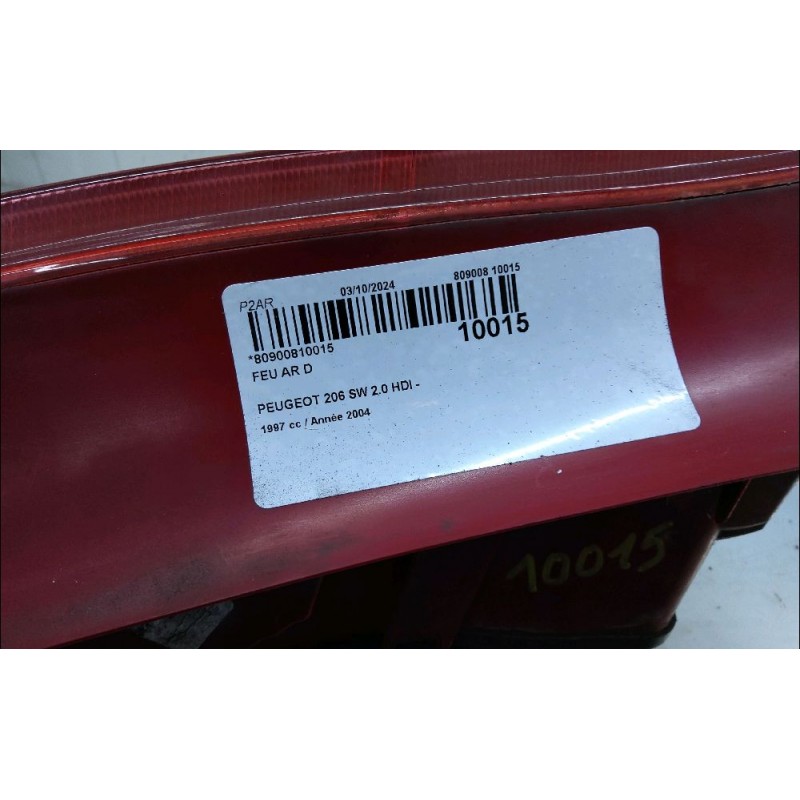 P2AR 03/10/2024 809008 10015
*80900810015 10015
FEU AR D
PEUGEOT 206 SW 2.0 HDI -
1997 cc / Année 2004
10015